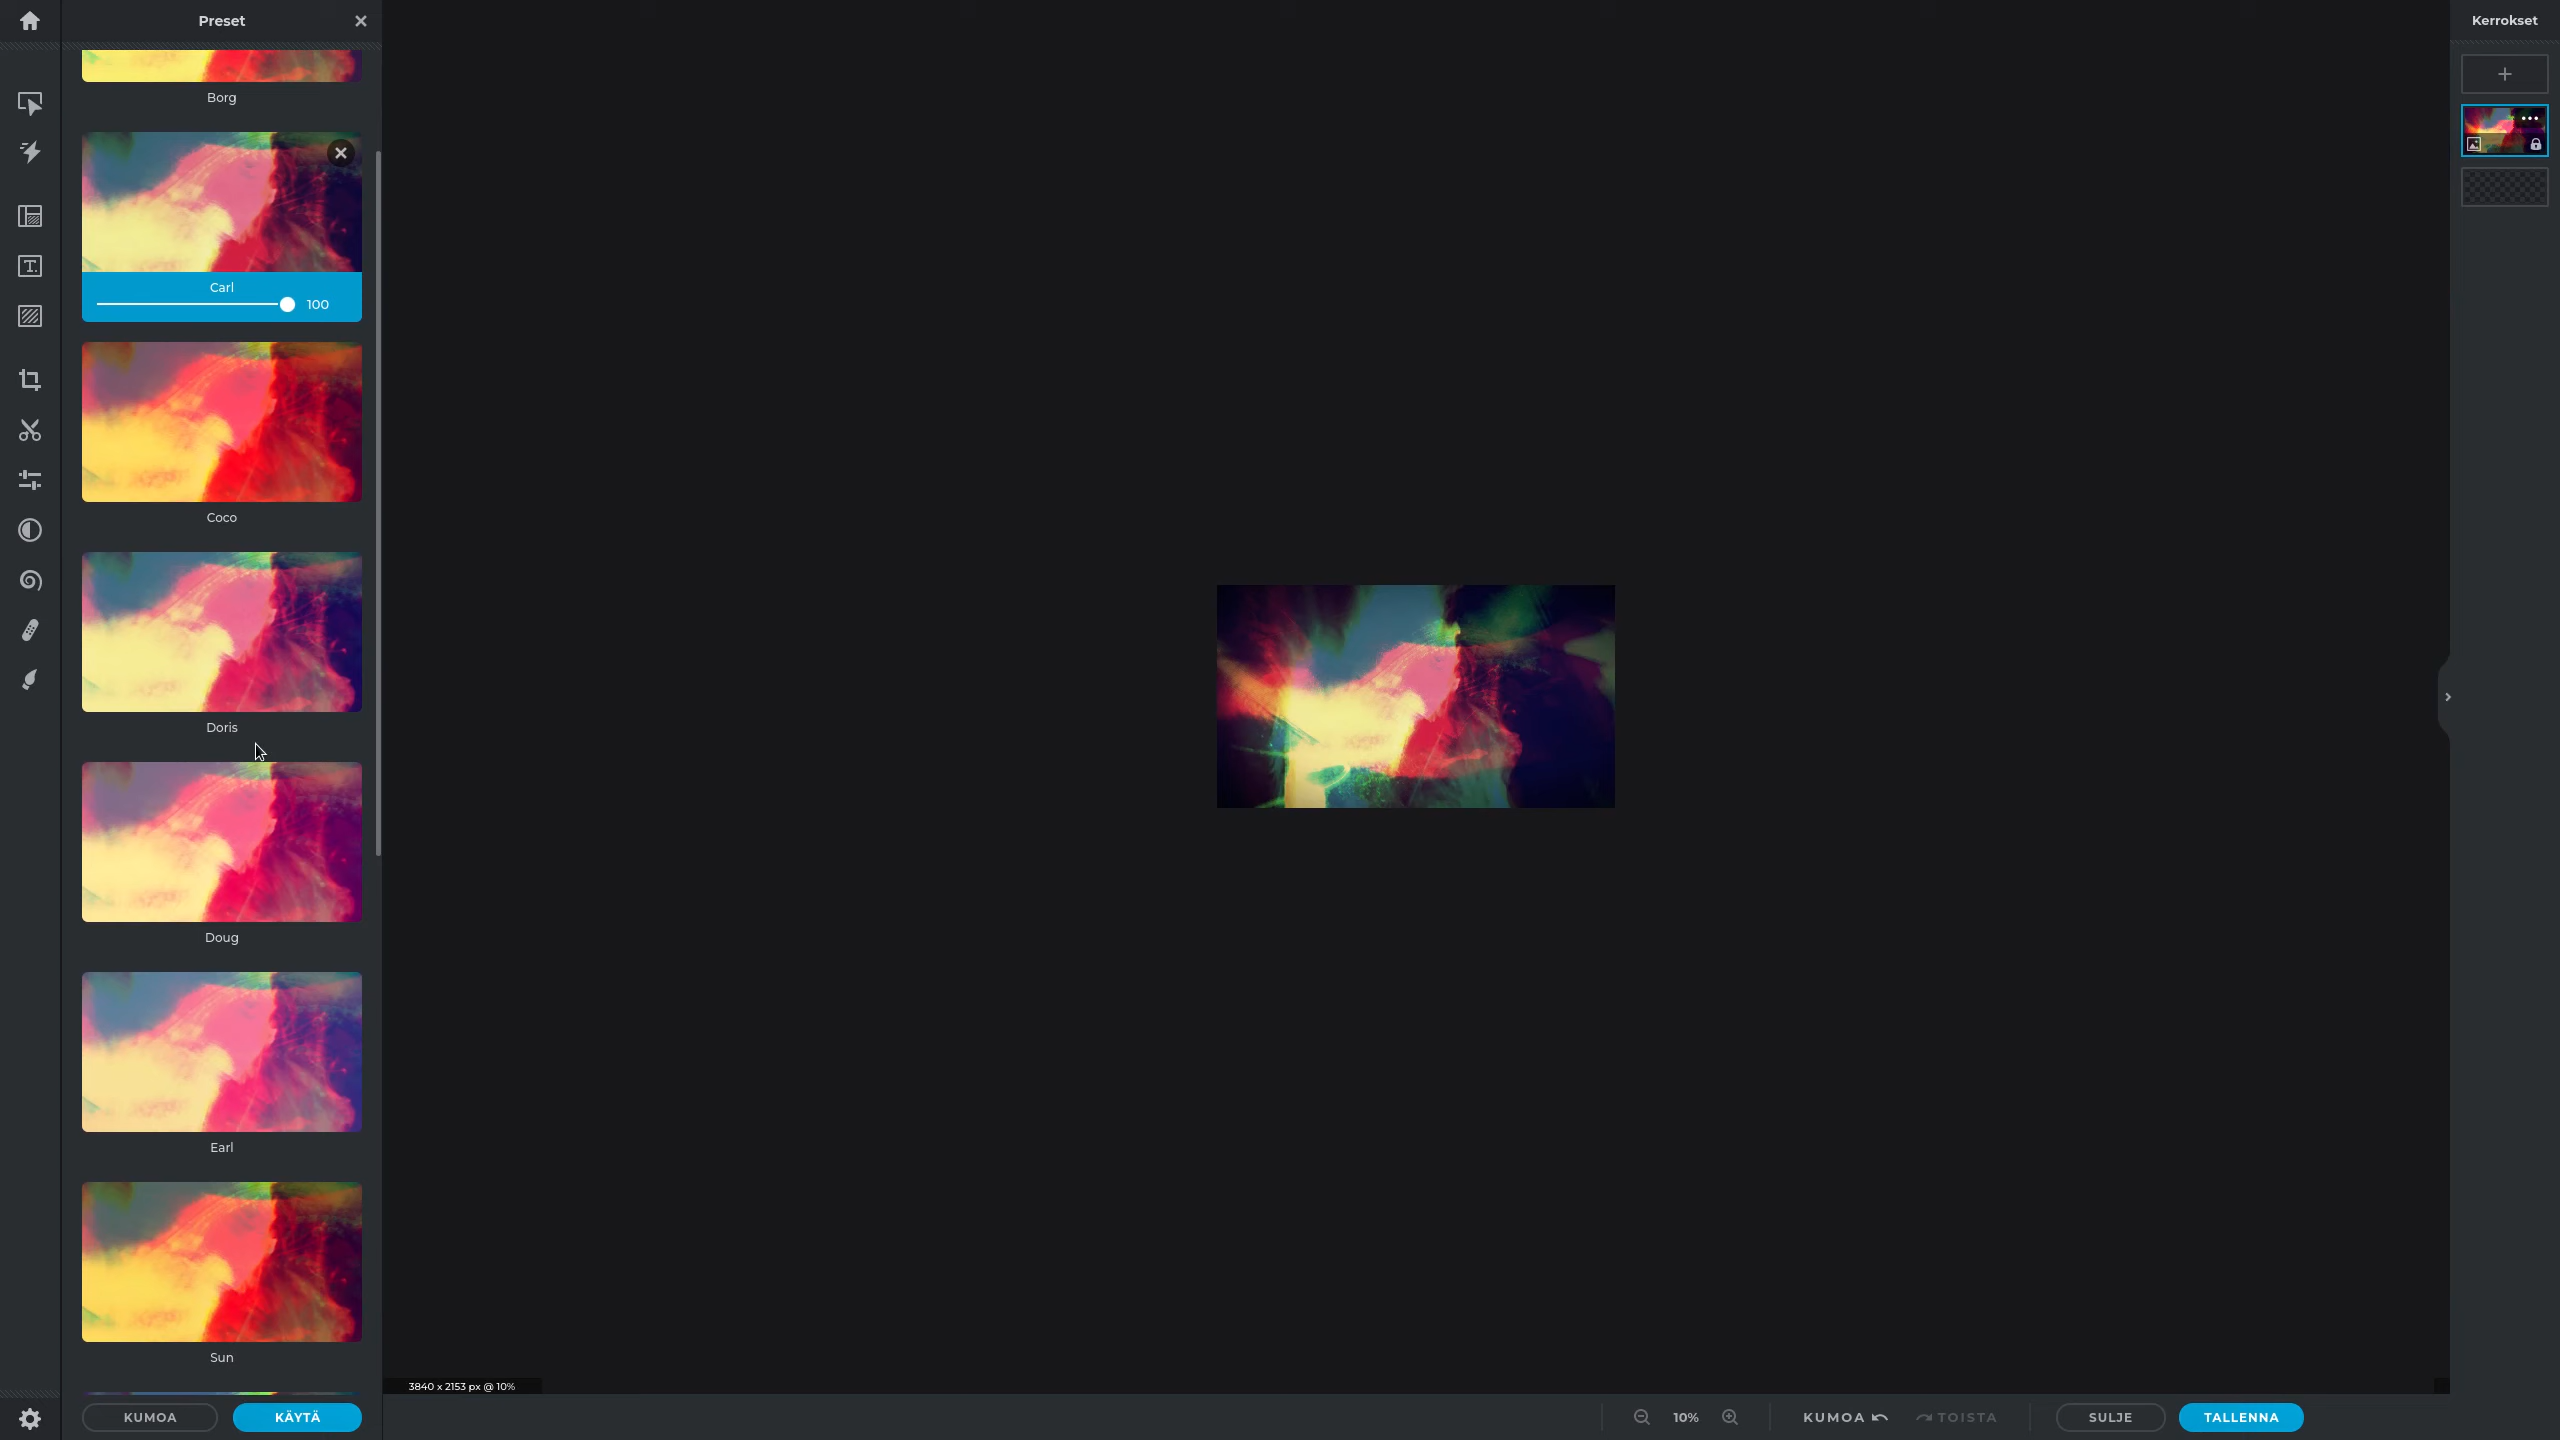 Preset
Borg
Carl
100
Coco
Doris
Doug
Earl
Sun
KUMOA
KÄYTÄ
3840 x 2153 px @ 10%
10%
KUMOA
TOISTA
SULJE
TALLENNA
Kerrokset